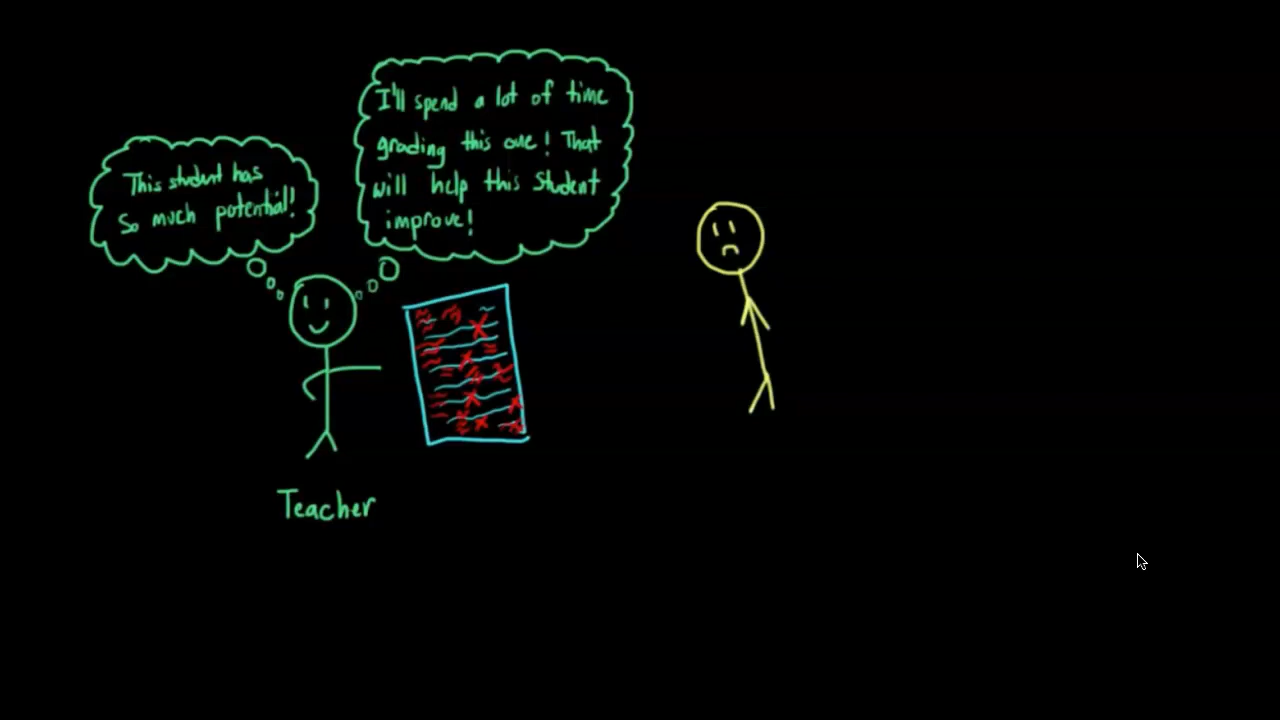 This student has
So much potential!
I'll spend a lot of time
grading this one! That
will help this student
improve!
Teacher